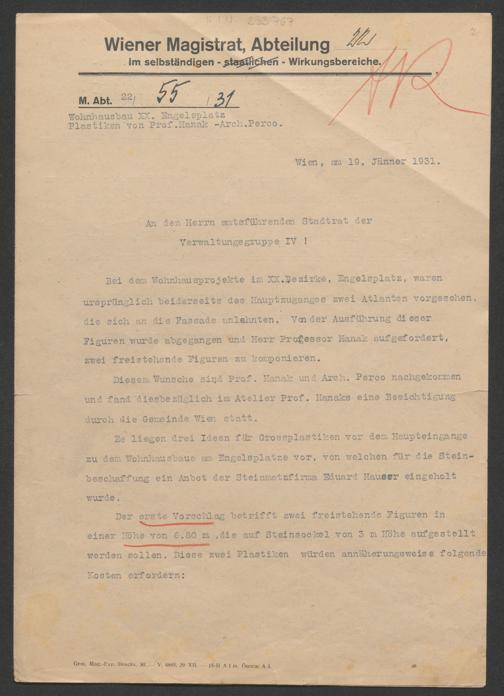 Wiener Magistrat, Abteilung 22
im selbständigen - staatlichen - Wirkungsbereiche.
M. Abt. 22/ 55 /31
Wohnhausbau XX. Engelsplatz
Plastiken von Prof.Hanak -Arch.Perco.
Wien, am 19. Jänner 1931.
An den Herrn amtsführenden Stadtrat der
Verwaltungsgruppe IV !
Bei dem Wohnhausprojekte im XX.Bezirke, Engelsplatz, waren
ursprünglich beiderseits des Hauptzuganges zwei Atlanten vorgesehen,
die sich an die Fassade anlehnten. Von der Ausführung dieser
Figuren wurde abgegangen und Herr Professor Hanak aufgefordert,
zwei freistehende Figuren zu komponieren.
Diesem Wunsche sind Prof. Hanak und Arch. Perco nachgekommen
und fand diesbezüglich im Atelier Prof. Hanaks eine Besichtigung
durch die Gemeinde Wien statt.
Es liegen drei Ideen für Grossplastiken vor dem Haupteingange
zu dem Wohnhausbaue am Engelsplatze vor, von welchen für die Stein-
beschaffung ein Anbot der Steinmetzfirma Eduard Hauser eingeholt
wurde.
Der erste Vorschlag betrifft zwei freistehende Figuren in
einer Höhe von 6.80 m ,die auf Steinsockel von 3 m Höhe aufgestellt
werden sollen. Diese zwei Plastiken würden annäherungsweise folgende
Kosten erfordern: